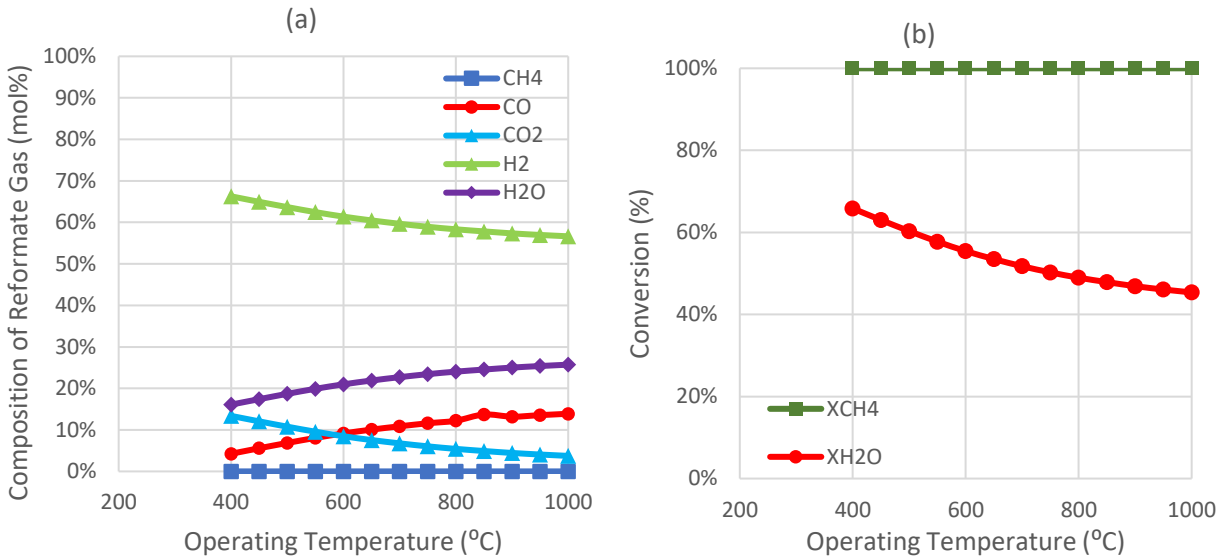 (a)
Composition of Reformate Gas (mol%)
100%
90%
80%
70%
60%
50%
40%
30%
20%
10%
0%
CH4
CO
CO2
H2
H2O
200 400 600 800 1000
Operating Temperature (⁰C)
(b)
Conversion (%)
100%
80%
60%
40%
20%
0%
XCH4
XH2O
200 400 600 800 1000
Operating Temperature (⁰C)